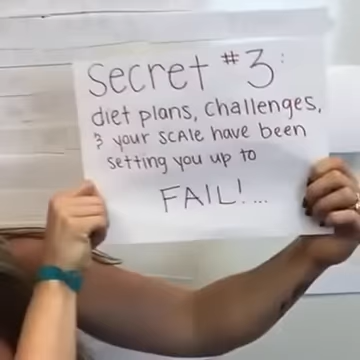 Secret #3:
diet plans, challenges,
& your SCALE have been
setting you up to
FAIL!...